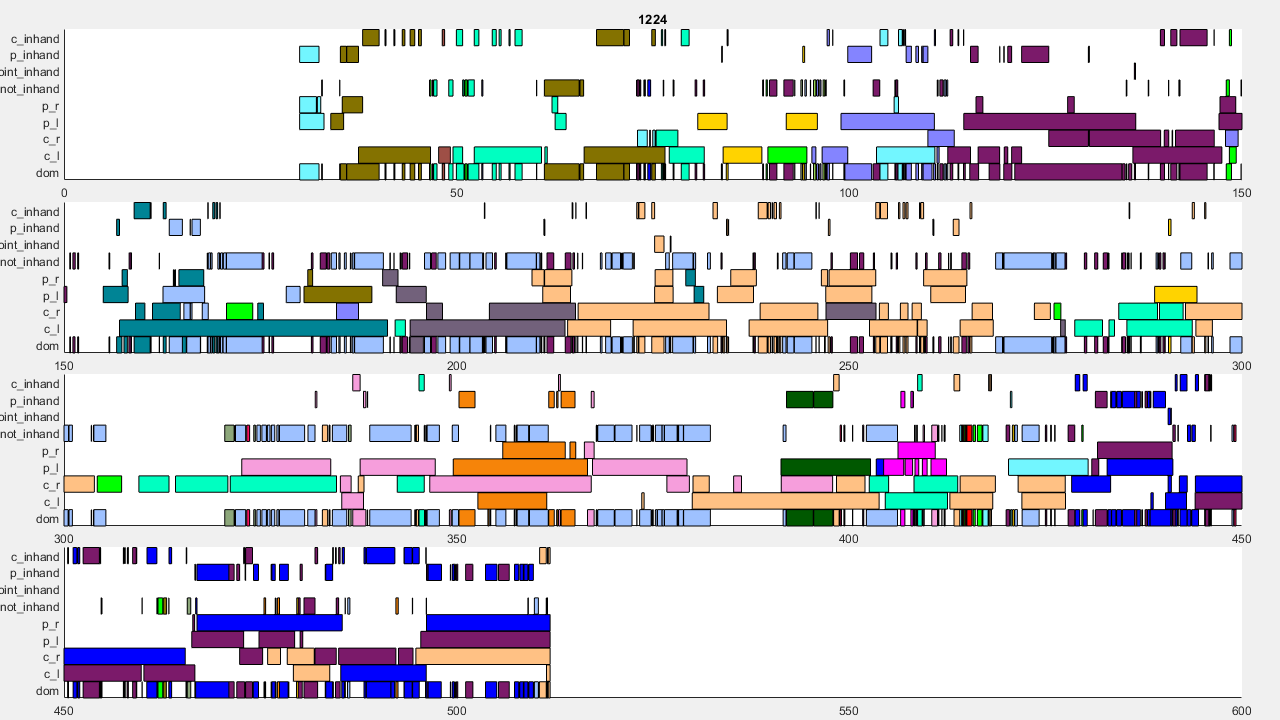 1224
c_inhand
p_inhand
oint_inhand
not_inhand
p_r
p_l
c_r
c_l
dom
0 50 100 150
c_inhand
p_inhand
oint_inhand
not_inhand
p_r
p_l
c_r
c_l
dom
150 200 250 300
c_inhand
p_inhand
oint_inhand
not_inhand
p_r
p_l
c_r
c_l
dom
300 350 400 450
c_inhand
p_inhand
oint_inhand
not_inhand
p_r
p_l
c_r
c_l
dom
450 500 550 600